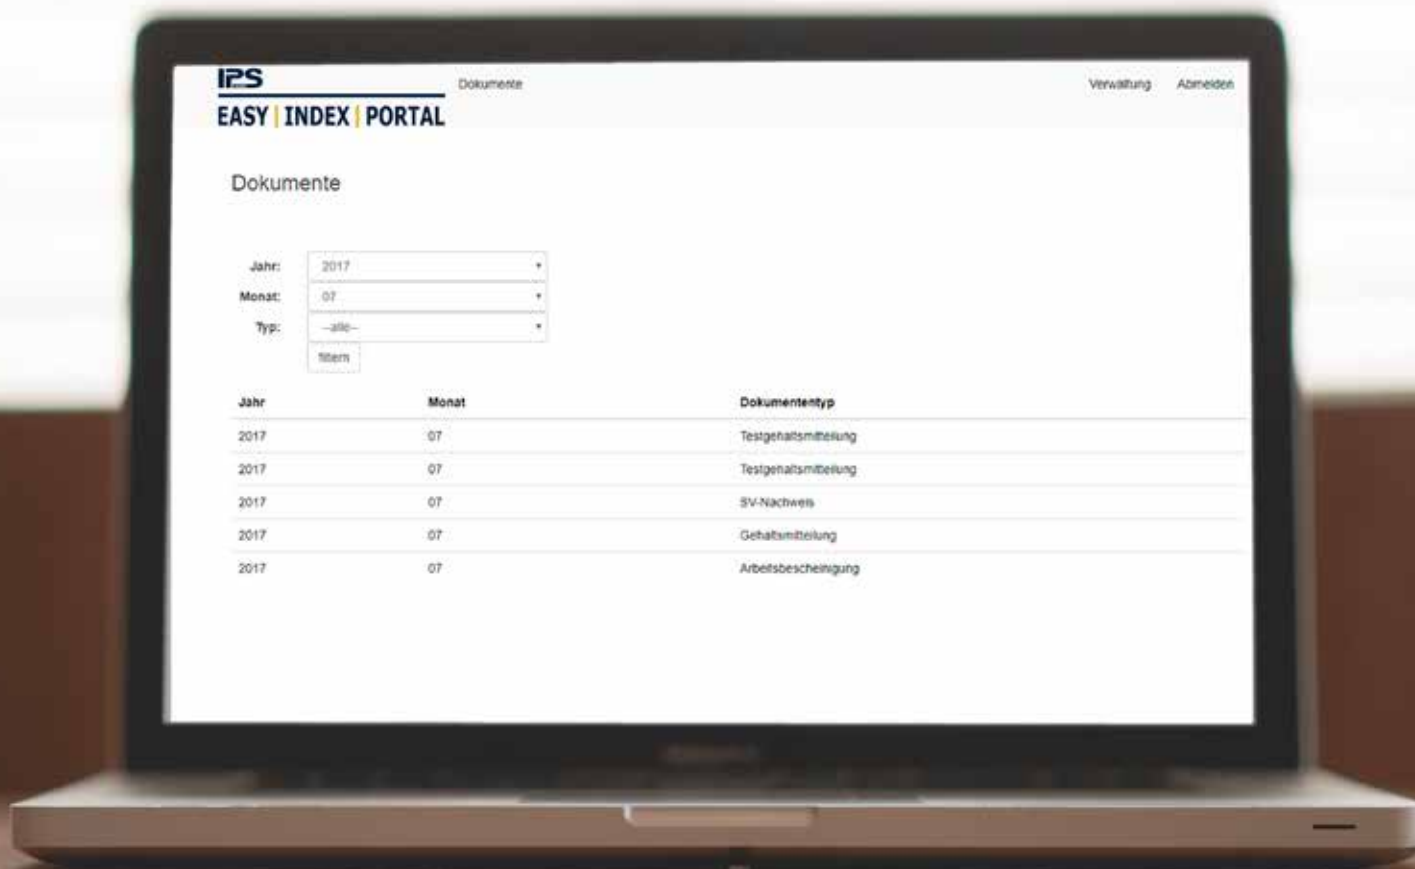 IPS
Dokumente
Verwaltung Abmelden
EASY | INDEX | PORTAL
Dokumente
Jahr: 2017
Monat: 07
Typ: --alle--
filtern
Jahr Monat Dokumententyp
2017 07 Testgehaltsmitteilung
2017 07 Testgehaltsmitteilung
2017 07 SV-Nachweis
2017 07 Gehaltsmitteilung
2017 07 Arbeitsbescheinigung